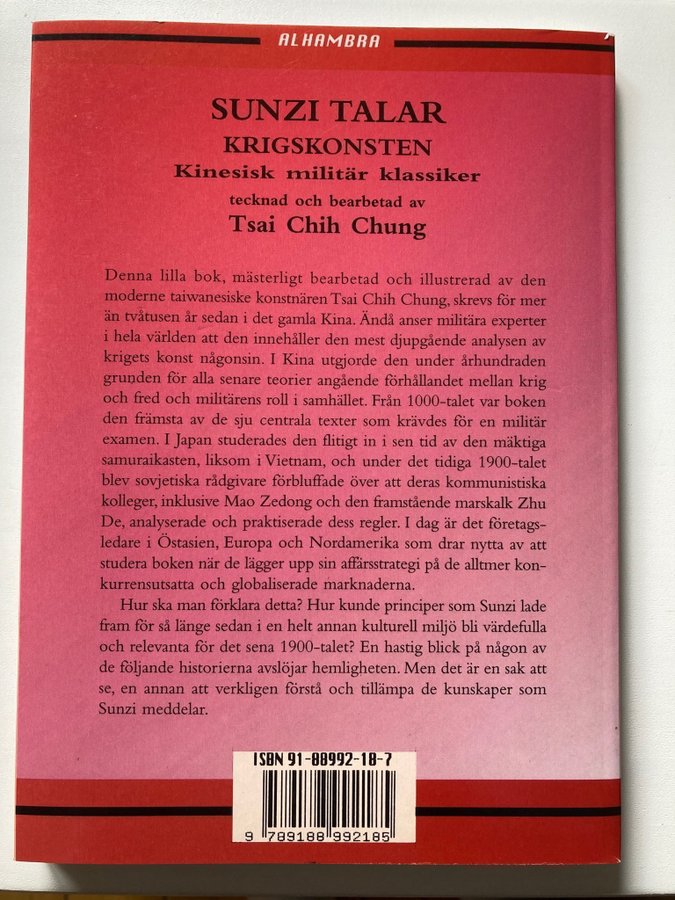 ALHAMBRA
SUNZI TALAR
KRIGSKONSTEN
Kinesisk militär klassiker
tecknad och bearbetad av
Tsai Chih Chung
Denna lilla bok, mästerligt bearbetad och illustrerad av den
moderne taiwanesiske konstnären Tsai Chih Chung, skrevs för mer
än tvåtusen år sedan i det gamla Kina. Ändå anser militära experter
i hela världen att den innehåller den mest djupgående analysen av
krigets konst någonsin. I Kina utgjorde den under århundraden
grunden för alla senare teorier angående förhållandet mellan krig
och fred och militärens roll i samhället. Från 1000-talet var boken
den främsta av de sju centrala texter som krävdes för en militär
examen. I Japan studerades den flitigt in i sen tid av den mäktiga
samuraikasten, liksom i Vietnam, och under det tidiga 1900-talet
blev sovjetiska rådgivare förbluffade över att deras kommunistiska
kolleger, inklusive Mao Zedong och den framstående marskalk Zhu
De, analyserade och praktiserade dess regler. I dag är det företags-
ledare i Östasien, Europa och Nordamerika som drar nytta av att
studera boken när de lägger upp sin affärsstrategi på de alltmer kon-
kurrensutsatta och globaliserade marknaderna.
Hur ska man förklara detta? Hur kunde principer som Sunzi lade
fram för så länge sedan i en helt annan kulturell miljö bli värdefulla
och relevanta för det sena 1900-talet? En hastig blick på någon av
de följande historierna avslöjar hemligheten. Men det är en sak att
se, en annan att verkligen förstå och tillämpa de kunskaper som
Sunzi meddelar.
ISBN 91-88992-18-7
9 789188 992185